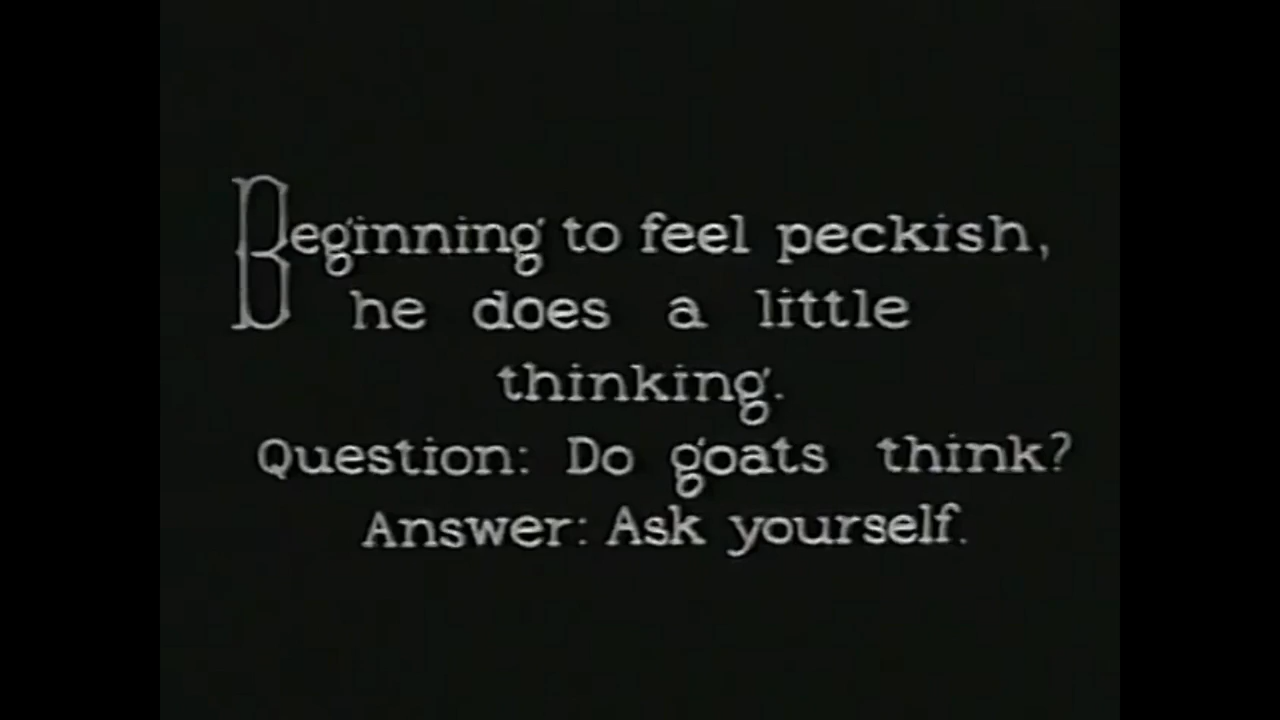 Beginning to feel peckish,
he does a little
thinking.
Question: Do goats think?
Answer: Ask yourself.